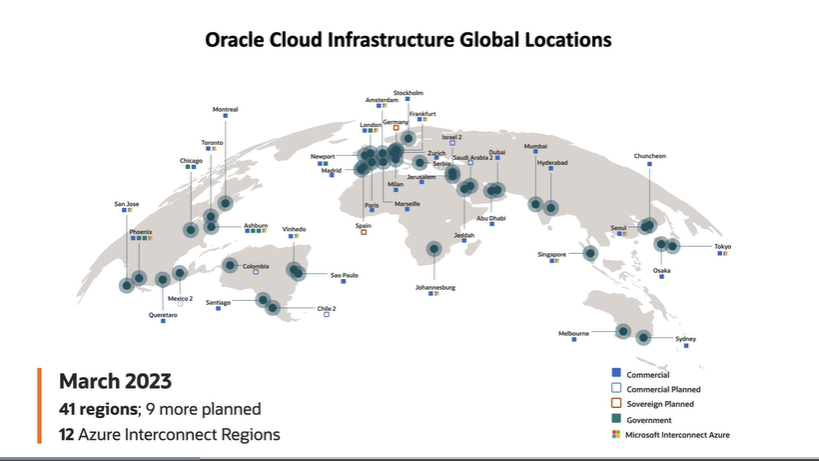 Oracle Cloud Infrastructure Global Locations
Stockholm
Amsterdam
Frankfurt
Montreal
London
Germany
Israel 2
Toronto
Mumbai
Chicago
Newport
Zurich
Saudi Arabia 2
Dubai
Chuncheon
Serbia
Hyderabad
Madrid
Jerusalem
Milan
San Jose
Paris
Marseille
Abu Dhabi
Phoenix
Ashburn
Vinhedo
Spain
Jeddah
Seoul
Tokyo
Singapore
Colombia
Osaka
Sao Paulo
Johannesburg
Mexico 2
Santiago
Chile 2
Queretaro
Melbourne
Sydney
March 2023
41 regions; 9 more planned
12 Azure Interconnect Regions
Commercial
Commercial Planned
Sovereign Planned
Government
Microsoft Interconnect Azure